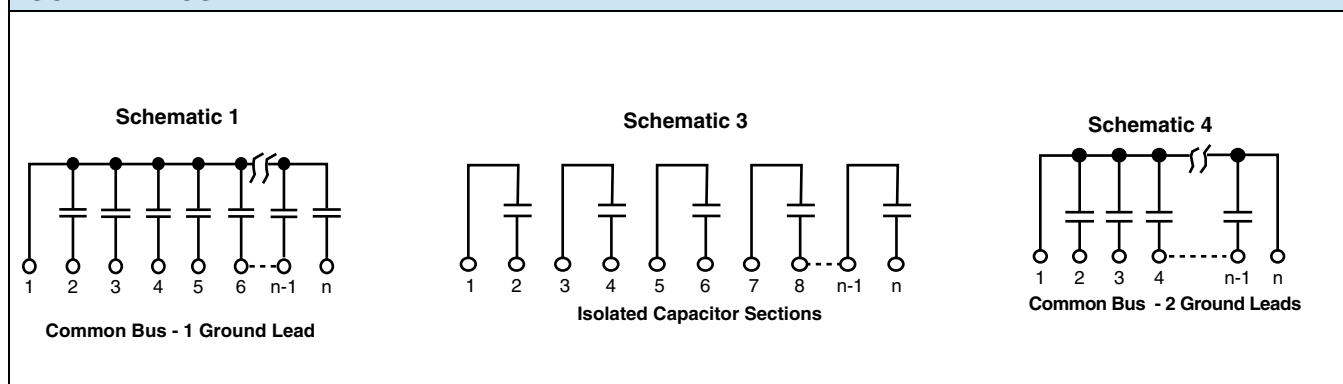 Schematic 1
1 2 3 4 5 6 n-1 n
Common Bus - 1 Ground Lead
Schematic 3
1 2 3 4 5 6 7 8 n-1 n
Isolated Capacitor Sections
Schematic 4
1 2 3 4 n-1 n
Common Bus - 2 Ground Leads